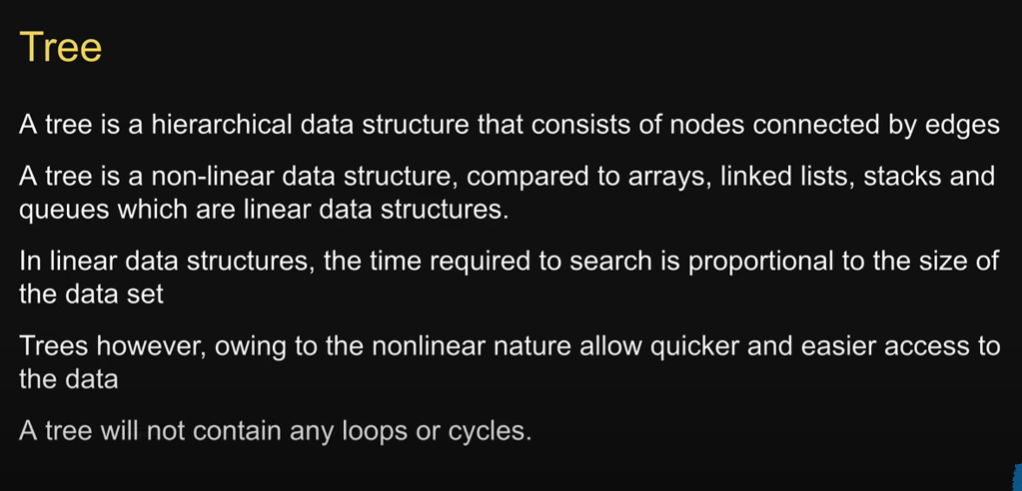 Tree
A tree is a hierarchical data structure that consists of nodes connected by edges
A tree is a non-linear data structure, compared to arrays, linked lists, stacks and
queues which are linear data structures.
In linear data structures, the time required to search is proportional to the size of
the data set
Trees however, owing to the nonlinear nature allow quicker and easier access to
the data
A tree will not contain any loops or cycles.